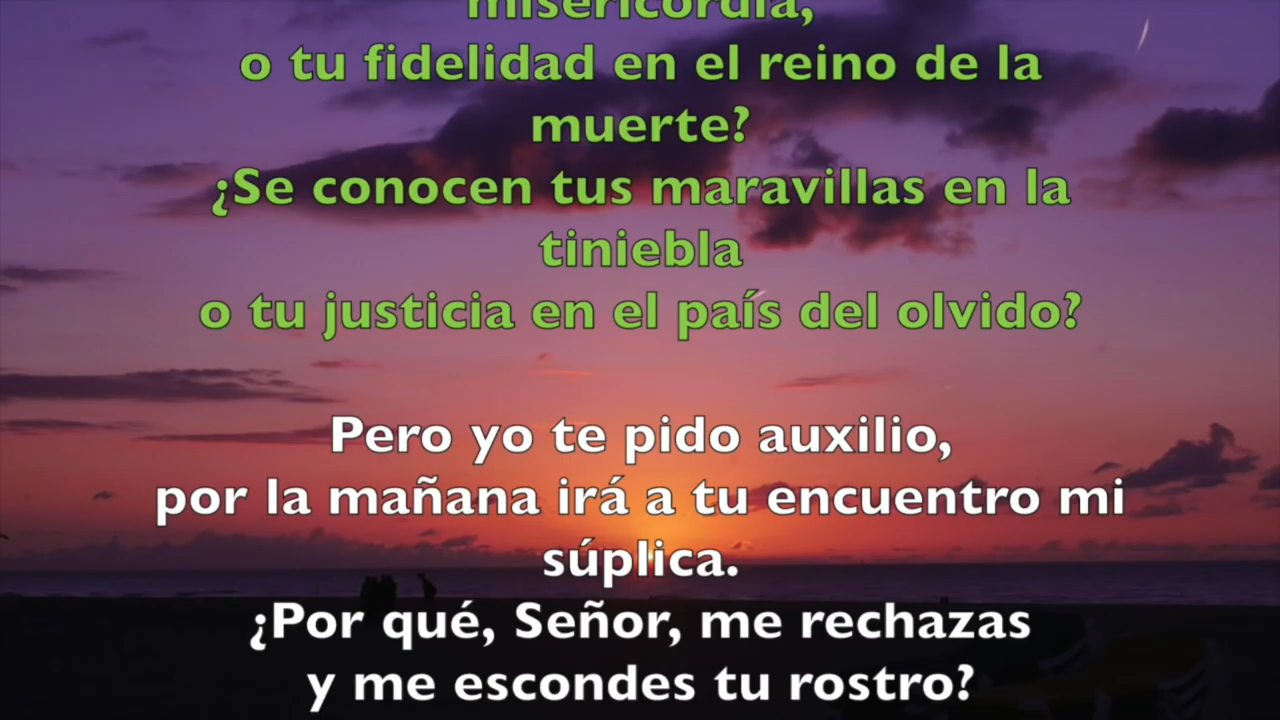 misericordia,
o tu fidelidad en el reino de la
muerte?
¿Se conocen tus maravillas en la
tiniebla
o tu justicia en el país del olvido?
Pero yo te pido auxilio,
por la mañana irá a tu encuentro mi
súplica.
¿Por qué, Señor, me rechazas
y me escondes tu rostro?